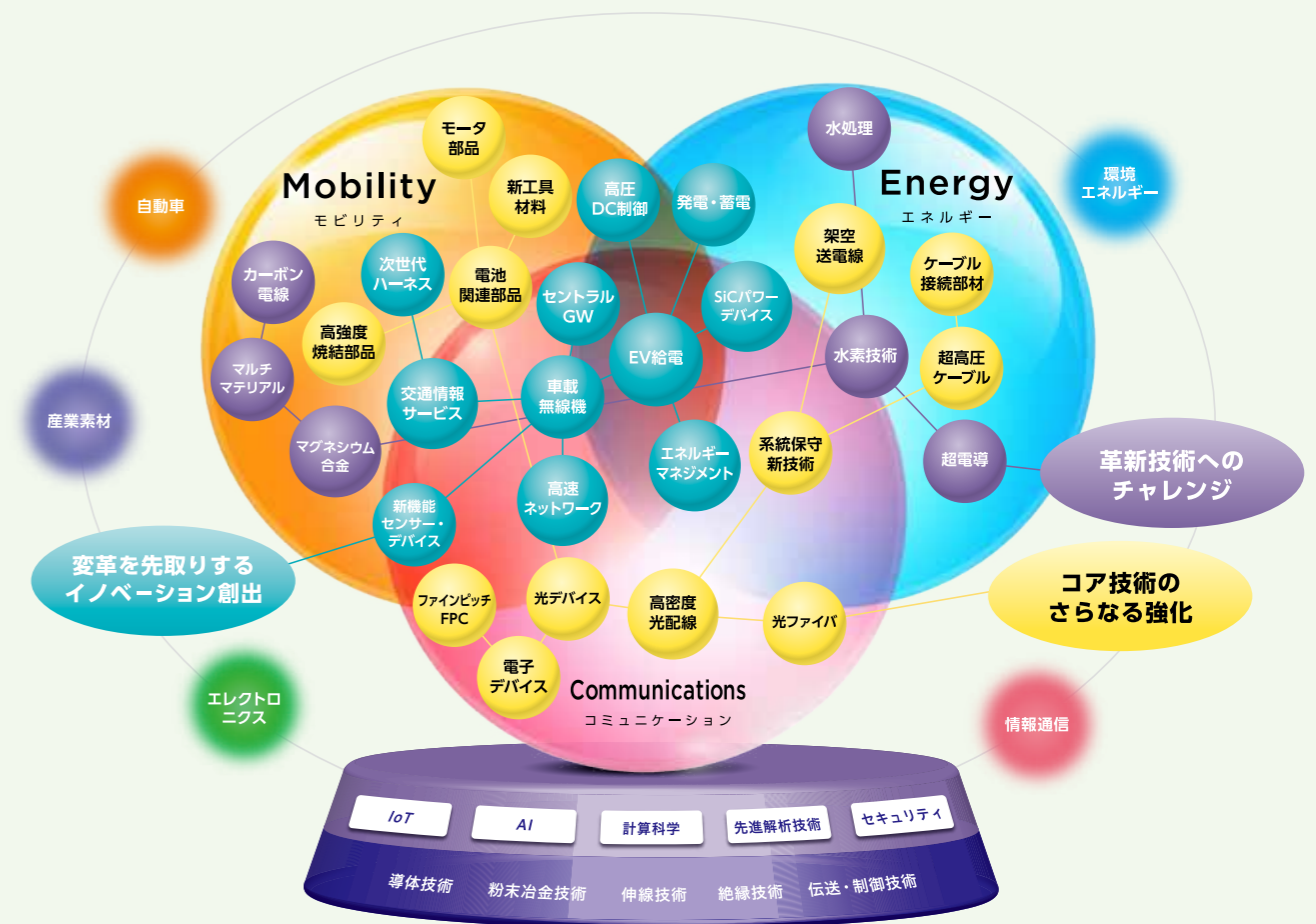 モータ
部品
Mobility
モビリティ
新工具
材料
高圧
DC制御
発電・蓄電
水処理
Energy
エネルギー
環境
エネルギー
自動車
カーボン
電線
次世代
ハーネス
電池
関連部品
セントラル
GW
SiCパワー
デバイス
架空
送電線
ケーブル
接続部材
高強度
焼結部品
マルチ
マテリアル
EV給電
水素技術
超高圧
ケーブル
産業素材
交通情報
サービス
車載
無線機
マグネシウム
合金
エネルギー
マネジメント
系統保守
新技術
超電導
革新技術への
チャレンジ
高速
ネットワーク
新機能
センサー・
デバイス
変革を先取りする
イノベーション創出
ファインピッチ
FPC
光デバイス
高密度
光配線
光ファイバ
コア技術の
さらなる強化
電子
デバイス
Communications
コミュニケーション
エレクトロ
ニクス
情報通信
IoT
AI
計算科学
先進解析技術
セキュリティ
導体技術
粉末冶金技術
伸線技術
絶縁技術
伝送・制御技術